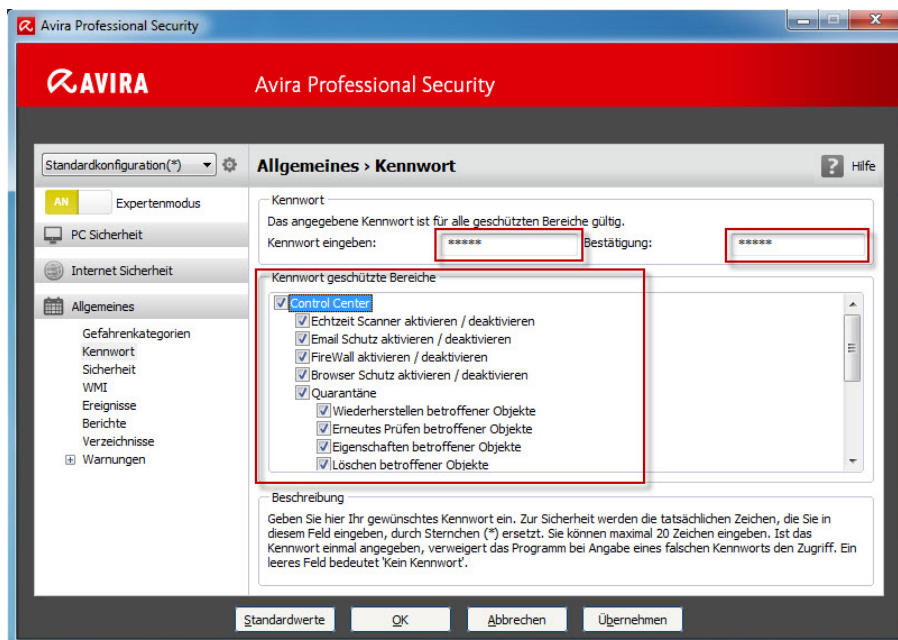 Avira Professional Security
AVIRA
Avira Professional Security
Standardkonfiguration(*)
AN Expertenmodus
PC Sicherheit
Internet Sicherheit
Allgemeines
Gefahrenkategorien
Kennwort
Sicherheit
WMI
Ereignisse
Berichte
Verzeichnisse
Warnungen
Allgemeines › Kennwort
? Hilfe
Kennwort
Das angegebene Kennwort ist für alle geschützten Bereiche gültig.
Kennwort eingeben: ***** Bestätigung: *****
Kennwort geschützte Bereiche
Control Center
Echtzeit Scanner aktivieren / deaktivieren
Email Schutz aktivieren / deaktivieren
FireWall aktivieren / deaktivieren
Browser Schutz aktivieren / deaktivieren
Quarantäne
Wiederherstellen betroffener Objekte
Erneutes Prüfen betroffener Objekte
Eigenschaften betroffener Objekte
Löschen betroffener Objekte
Beschreibung
Geben Sie hier Ihr gewünschtes Kennwort ein. Zur Sicherheit werden die tatsächlichen Zeichen, die Sie in
diesem Feld eingeben, durch Sternchen (*) ersetzt. Sie können maximal 20 Zeichen eingeben. Ist das
Kennwort einmal angegeben, verweigert das Programm bei Angabe eines falschen Kennworts den Zugriff. Ein
leeres Feld bedeutet 'Kein Kennwort'.
Standardwerte OK Abbrechen Übernehmen